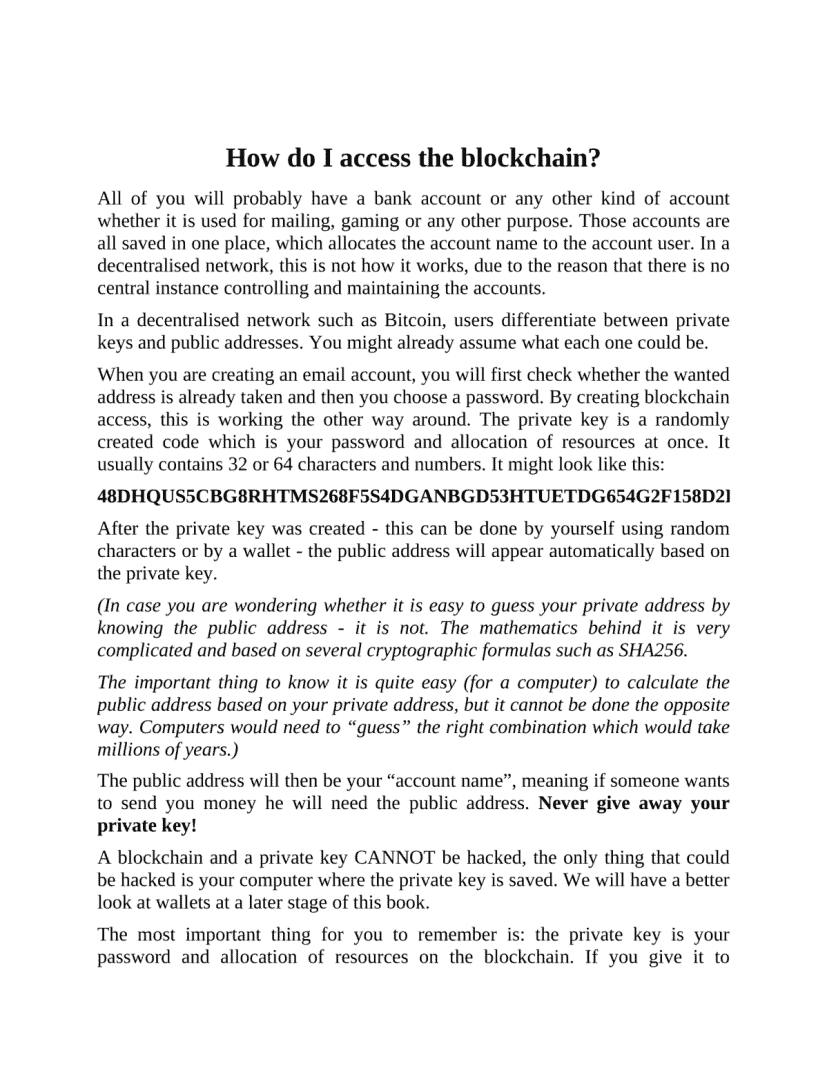 How do I access the blockchain?
All of you will probably have a bank account or any other kind of account
whether it is used for mailing, gaming or any other purpose. Those accounts are
all saved in one place, which allocates the account name to the account user. In a
decentralised network, this is not how it works, due to the reason that there is no
central instance controlling and maintaining the accounts.
In a decentralised network such as Bitcoin, users differentiate between private
keys and public addresses. You might already assume what each one could be.
When you are creating an email account, you will first check whether the wanted
address is already taken and then you choose a password. By creating blockchain
access, this is working the other way around. The private key is a randomly
created code which is your password and allocation of resources at once. It
usually contains 32 or 64 characters and numbers. It might look like this:
48DHQUS5CBG8RHTMS268F5S4DGANBGD53HTUETDG654G2F158D2
After the private key was created - this can be done by yourself using random
characters or by a wallet - the public address will appear automatically based on
the private key.
(In case you are wondering whether it is easy to guess your private address by
knowing the public address - it is not. The mathematics behind it is very
complicated and based on several cryptographic formulas such as SHA256.
The important thing to know it is quite easy (for a computer) to calculate the
public address based on your private address, but it cannot be done the opposite
way. Computers would need to “guess” the right combination which would take
millions of years.)
The public address will then be your “account name”, meaning if someone wants
to send you money he will need the public address. Never give away your
private key!
A blockchain and a private key CANNOT be hacked, the only thing that could
be hacked is your computer where the private key is saved. We will have a better
look at wallets at a later stage of this book.
The most important thing for you to remember is: the private key is your
password and allocation of resources on the blockchain. If you give it to